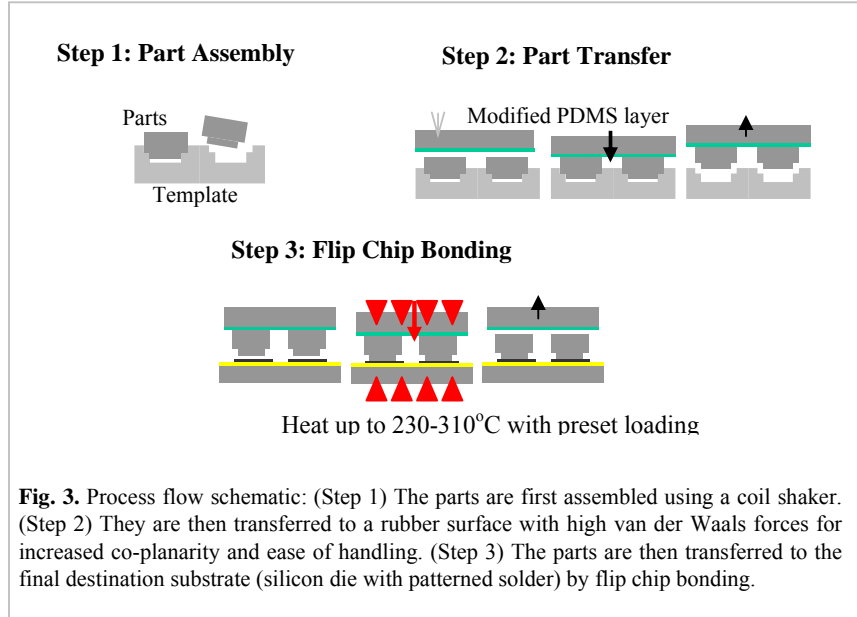 Step 1: Part Assembly
Step 2: Part Transfer
Parts
Modified PDMS layer
Template
Step 3: Flip Chip Bonding
Heat up to 230-310°C with preset loading
Fig. 3. Process flow schematic: (Step 1) The parts are first assembled using a coil shaker.
(Step 2) They are then transferred to a rubber surface with high van der Waals forces for
increased co-planarity and ease of handling. (Step 3) The parts are then transferred to the
final destination substrate (silicon die with patterned solder) by flip chip bonding.